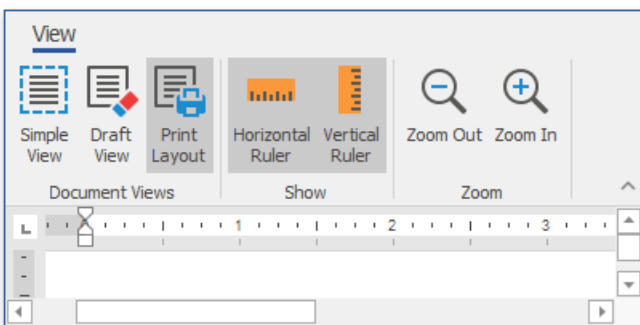 View
Simple View
Draft View
Print Layout
Horizontal Ruler
Vertical Ruler
Zoom Out
Zoom In
Document Views
Show
Zoom
1 2 3